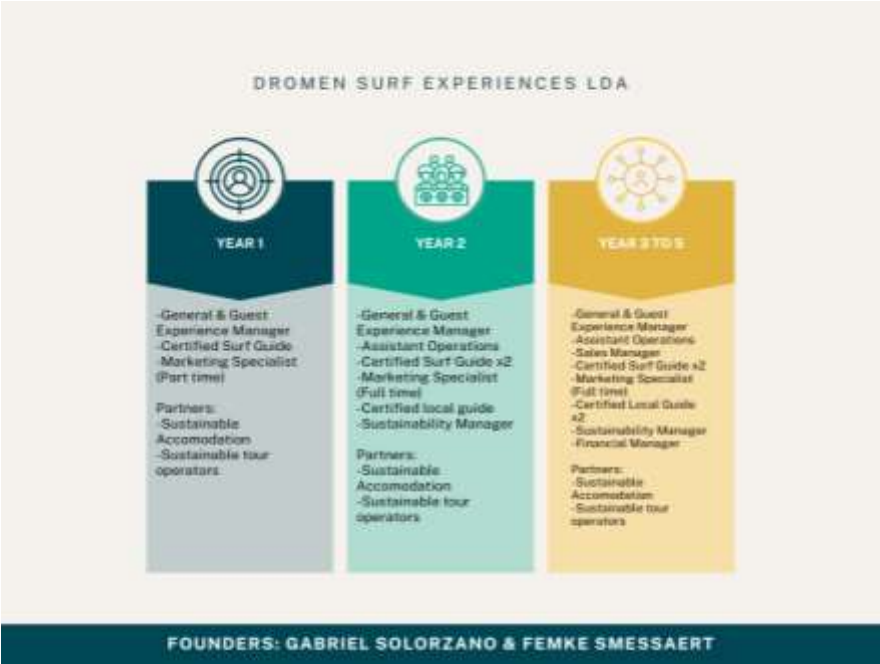 DROMEN SURF EXPERIENCES LDA
YEAR 1
-General & Guest
Experience Manager
-Certified Surf Guide
-Marketing Specialist
(Part time)
Partners:
-Sustainable
Accomodation
-Sustainable tour
operators
YEAR 2
-General & Guest
Experience Manager
-Assistant Operations
-Certified Surf Guide x2
-Marketing Specialist
(Full time)
-Certified local guide
-Sustainability Manager
Partners:
-Sustainable
Accomodation
-Sustainable tour
operators
YEAR 3 TO 5
-General & Guest
Experience Manager
-Assistant Operations
-Sales Manager
-Certified Surf Guide x2
-Marketing Specialist
(Full time)
-Certified Local Guide
x2
-Sustainability Manager
-Financial Manager
Partners:
-Sustainable
Accomodation
-Sustainable tour
operators
FOUNDERS: GABRIEL SOLORZANO & FEMKE SMESSAERT